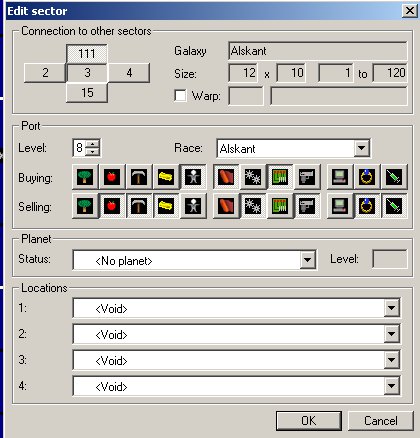 Edit sector
Connection to other sectors
111
2 3 4
15
Galaxy Alskant
Size: 12 x 10 1 to 120
Warp:
Port
Level: 8 Race: Alskant
Buying:
Selling:
Planet
Status: <No planet> Level:
Locations
1: <Void>
2: <Void>
3: <Void>
4: <Void>
OK Cancel